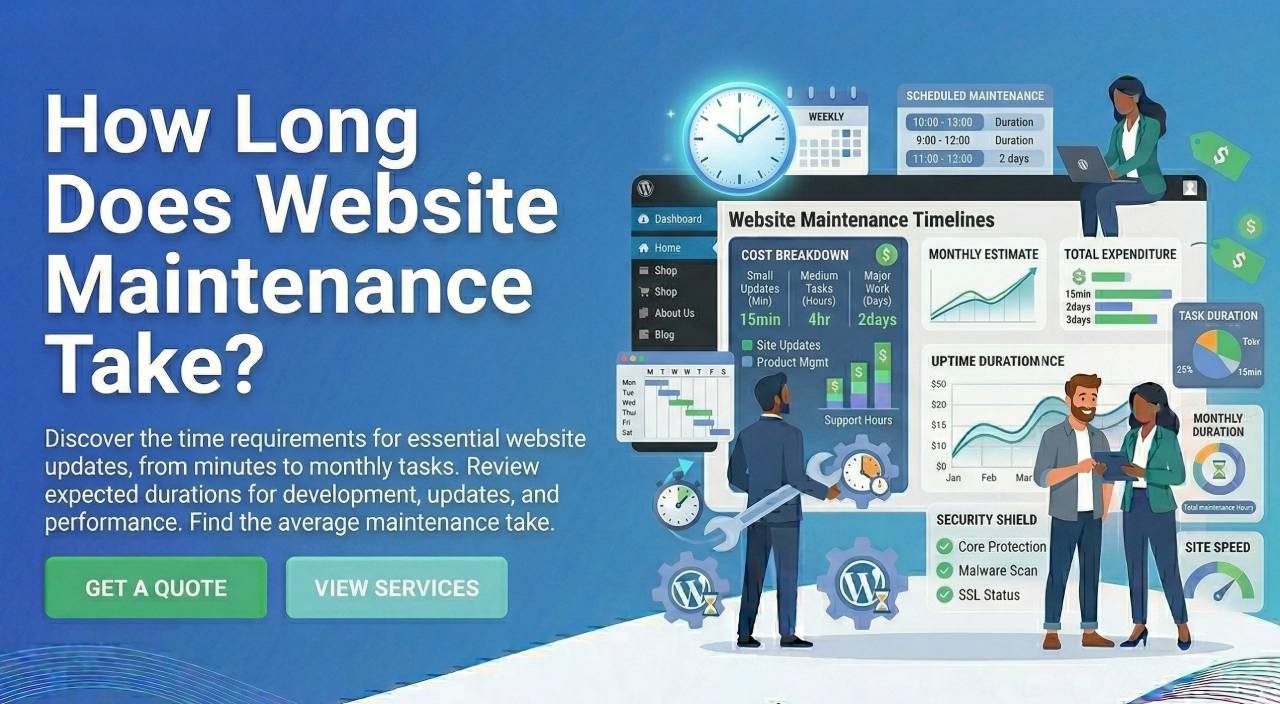 How Long
Does Website
Maintenance
Take?
Discover the time requirements for essential website
updates, from minutes to monthly tasks. Review
expected durations for development, updates, and
performance. Find the average maintenance take.
GET A QUOTE
VIEW SERVICES
WEEKLY
SCHEDULED MAINTENANCE
10:00 - 13:00 Duration
9:00 - 12:00 Duration
11:00 - 12:00 2 days
Dashboard
Home
Shop
Shop
About Us
Blog
Website Maintenance Timelines
COST BREAKDOWN
Small Updates (Min)
15min
Medium Tasks (Hours)
4hr
Major Work (Days)
2days
Site Updates
Product Mgmt
Support Hours
MONTHLY ESTIMATE
TOTAL EXPENDITURE
15min
2days
3days
TASK DURATION
25%
15min
M T W W T F S
Mon
Tue
Wed
Thu
Fri
Sat
UPTIME DURATIONNCE
$50
$20
$15
$10
$0
Jan Feb Mar
MONTHLY
DURATION
Total maintenance Hours
SECURITY SHIELD
Core Protection
Malware Scan
SSL Status
SITE SPEED